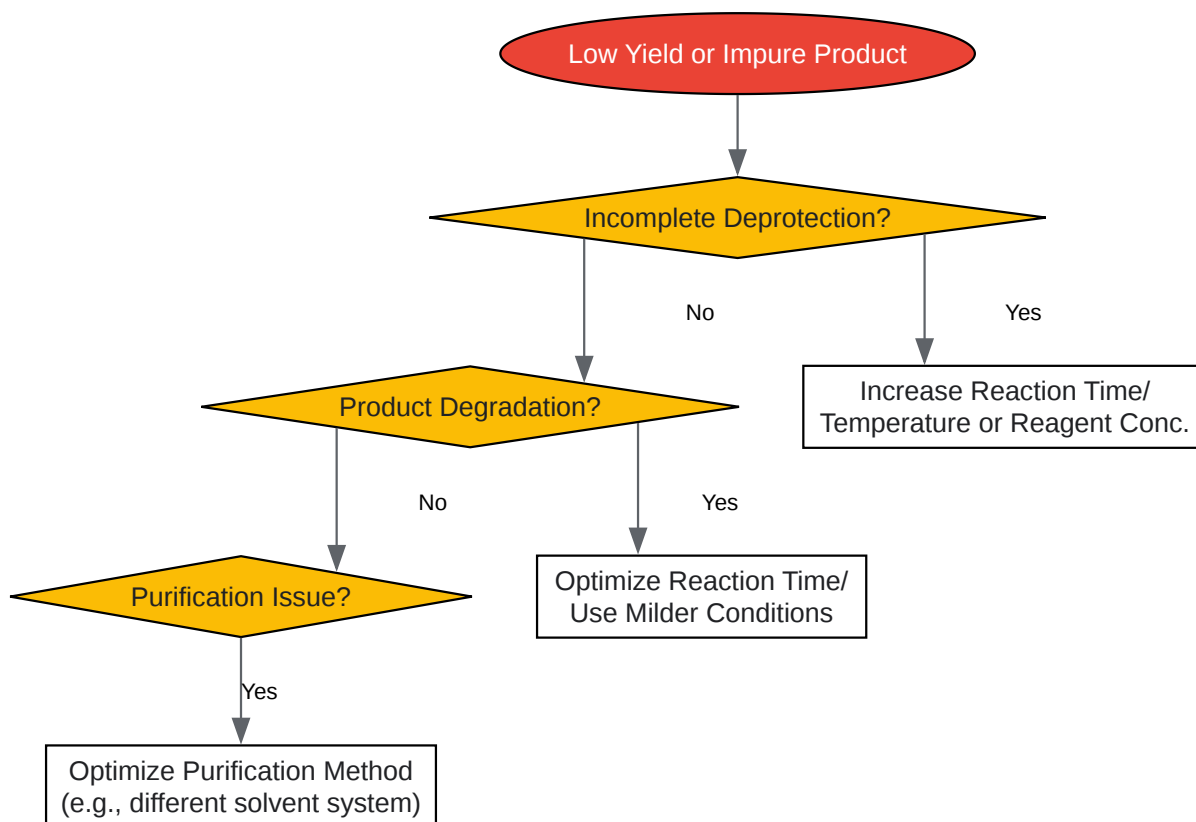 Low Yield or Impure Product
Incomplete Deprotection?
No
Yes
Increase Reaction Time/
Temperature or Reagent Conc.
Product Degradation?
No
Yes
Optimize Reaction Time/
Use Milder Conditions
Purification Issue?
Yes
Optimize Purification Method
(e.g., different solvent system)